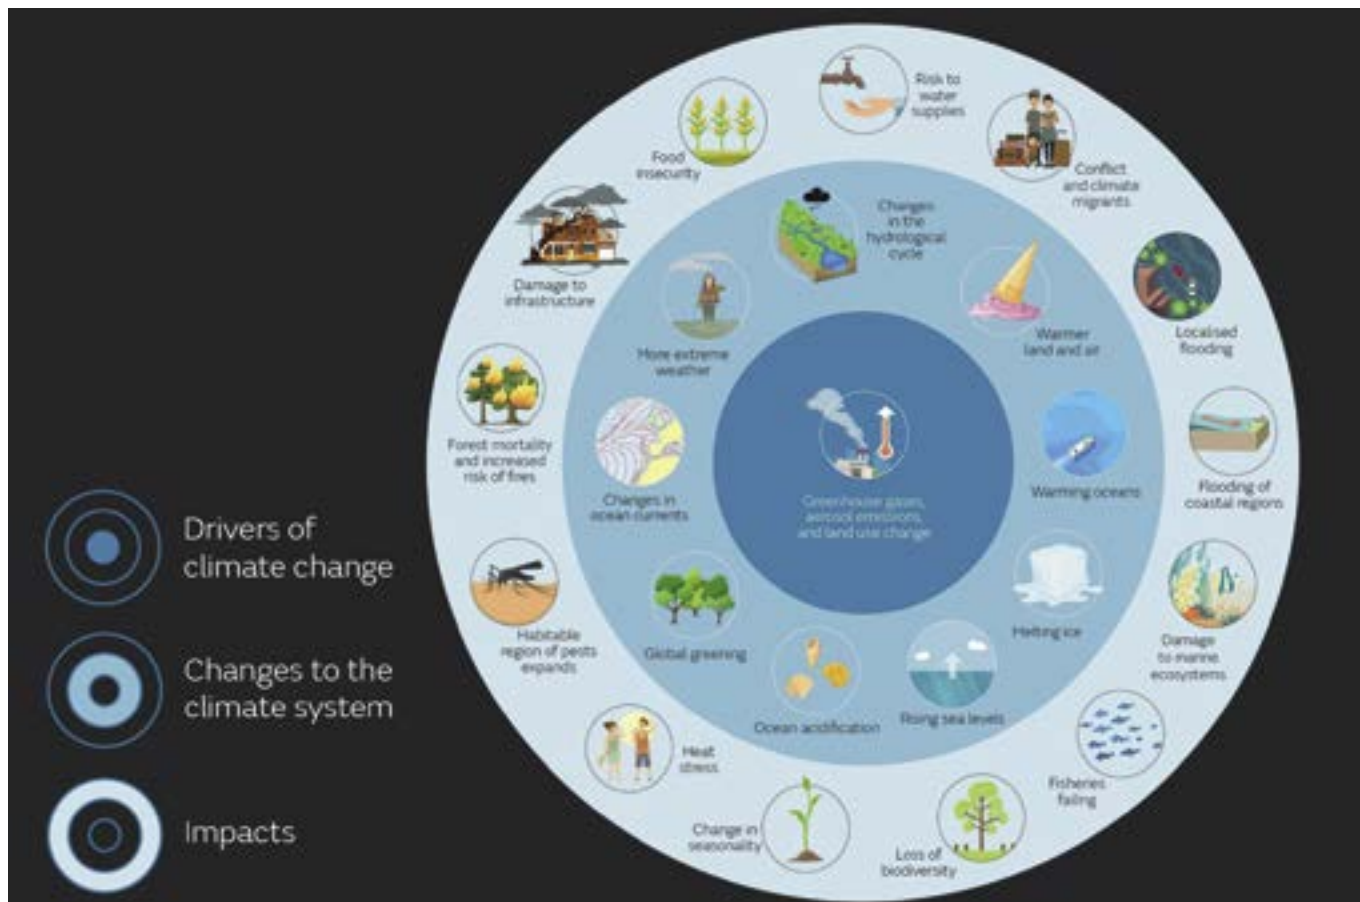 Drivers of
climate change
Changes to the
climate system
Impacts
Greenhouse gases,
aerosol emissions,
and land use change
Changes
in the
hydrological
cycle
Warmer
land and air
Warming oceans
Melting ice
Rising sea levels
Ocean acidification
Global greening
Changes in
ocean currents
More extreme
weather
Risk to
water
supplies
Conflict
and climate
migrants
Localised
flooding
Flooding of
coastal regions
Damage
to marine
ecosystems
Fisheries
failing
Loss of
biodiversity
Change in
seasonality
Heat
stress
Habitable
region of pests
expands
Forest mortality
and increased
risk of fires
Damage to
infrastructure
Food
insecurity